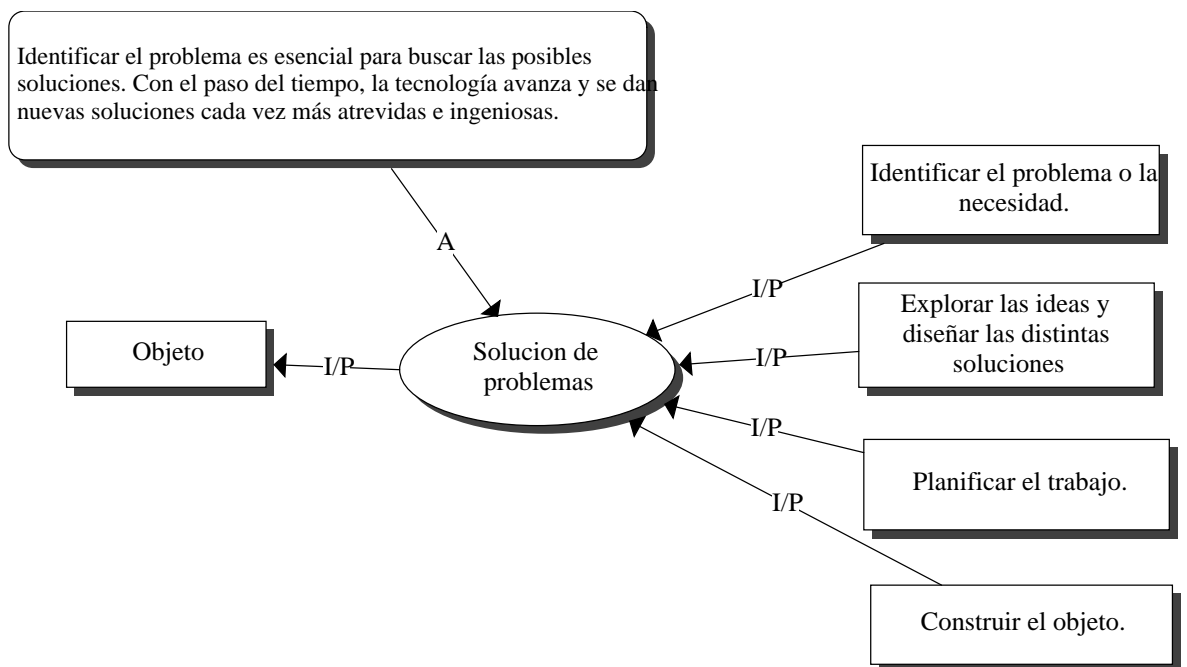 Identificar el problema es esencial para buscar las posibles
soluciones. Con el paso del tiempo, la tecnología avanza y se dan
nuevas soluciones cada vez más atrevidas e ingeniosas.
A
Identificar el problema o la
necesidad.
I/P
Explorar las ideas y
diseñar las distintas
soluciones
I/P
Objeto
I/P
Solucion de
problemas
I/P
Planificar el trabajo.
I/P
Construir el objeto.